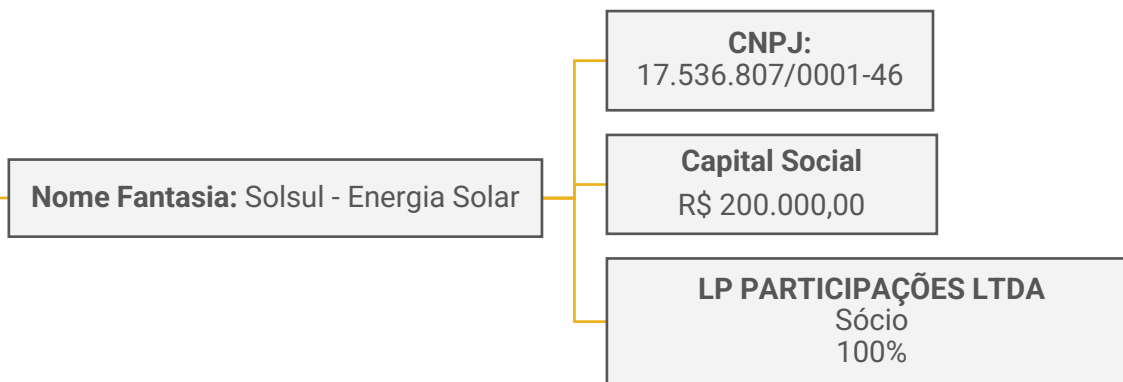 CNPJ:
17.536.807/0001-46
Nome Fantasia: Solsul - Energia Solar
Capital Social
R$ 200.000,00
LP PARTICIPAÇÕES LTDA
Sócio
100%